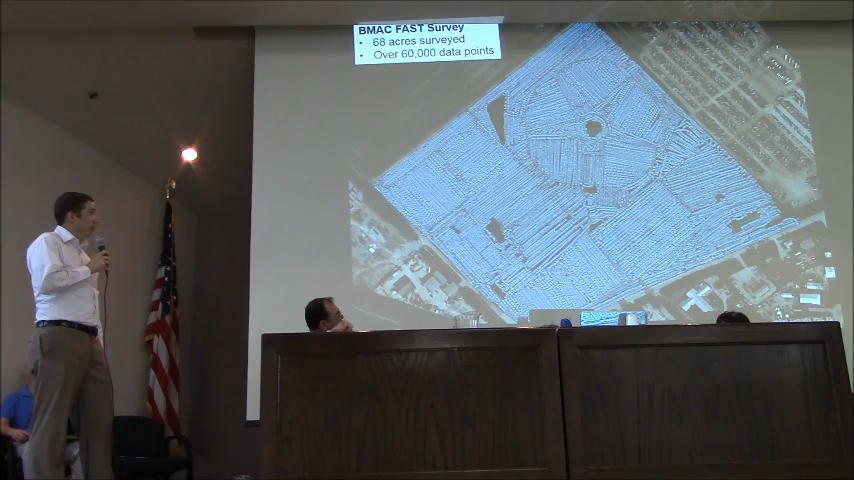 BMAC FAST Survey
• 68 acres surveyed
• Over 60,000 data points